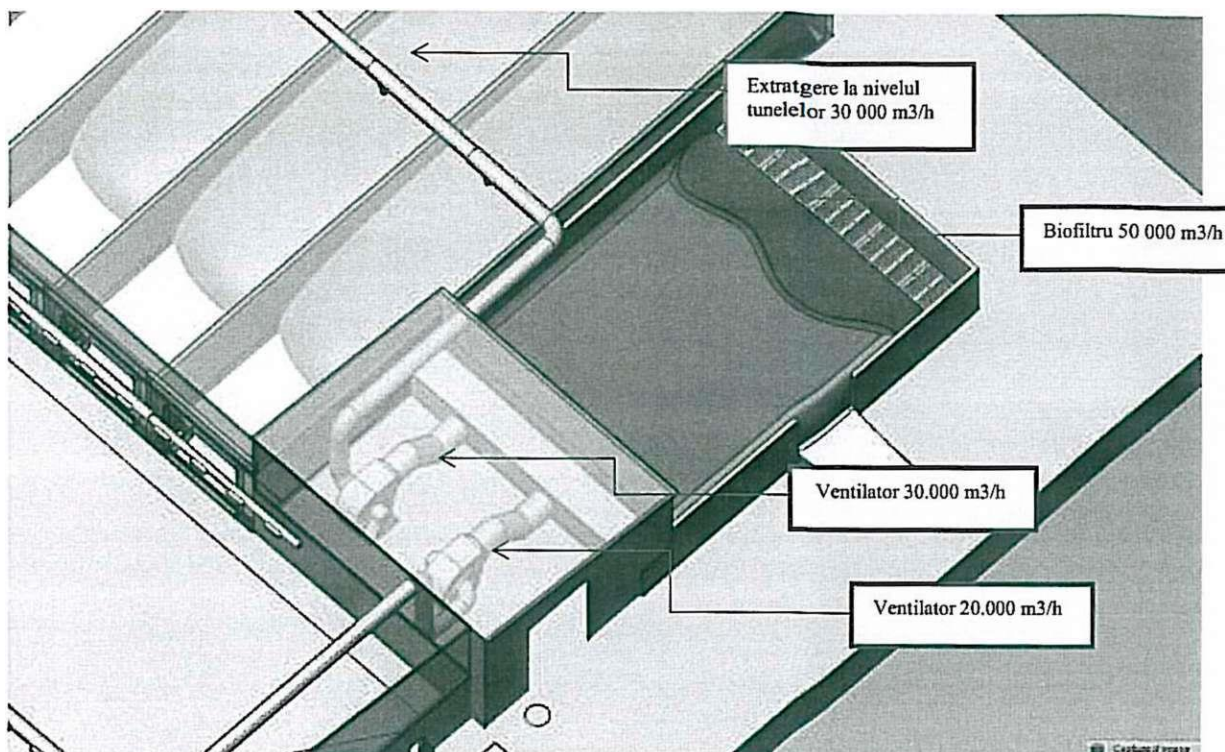 Extratgere la nivelul
tunelelor 30 000 m3/h
Biofiltru 50 000 m3/h
Ventilator 30.000 m3/h
Ventilator 20.000 m3/h